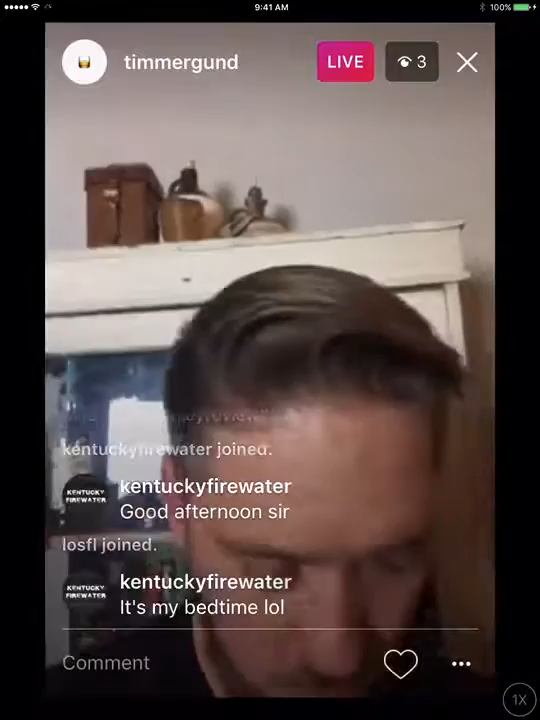 9:41 AM
100%
timmergund
LIVE
3
kentuckyfirewater joined.
KENTUCKY
FIREWATER
kentuckyfirewater
Good afternoon sir
losfl joined.
KENTUCKY
FIREWATER
kentuckyfirewater
It's my bedtime lol
Comment
1X